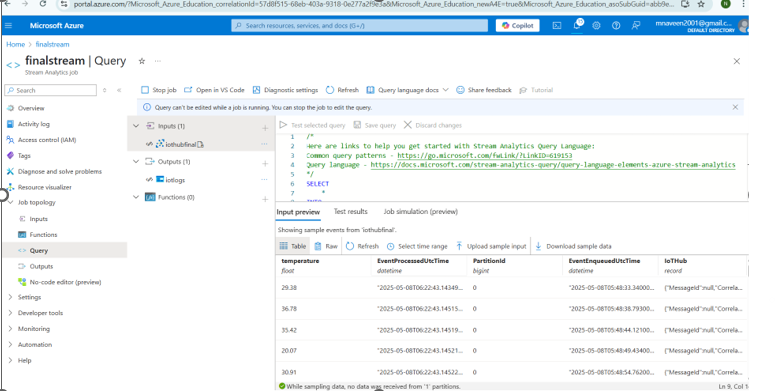 portal.azure.com/?Microsoft_Azure_Education_correlationId=57d8f515-68eb-403a-9318-0e277a2f9e3a&Microsoft_Azure_Education_newA4E=true&Microsoft_Azure_Education_asoSubGuid=abb9e...
Microsoft Azure
Search resources, services, and docs (G+/)
Copilot
mnaveen2001@gmail.c...
DEFAULT DIRECTORY
Home > finalstream >
<> finalstream | Query
Stream Analytics job
Search
Stop job
Open in VS Code
Diagnostic settings
Refresh
Query language docs
Share feedback
Tutorial
Query can't be edited while a job is running. You can stop the job to edit the query.
Overview
Activity log
Access control (IAM)
Tags
Diagnose and solve problems
Resource visualizer
Job topology
Inputs
Functions
<> Query
Outputs
No-code editor (preview)
Settings
Developer tools
Monitoring
Automation
Help
Inputs (1)
iothubfinal
Outputs (1)
iotlogs
Functions (0)
Test selected query
Save query
Discard changes
1 /*
2 Here are links to help you get started with Stream Analytics Query Language:
3 Common query patterns - https://go.microsoft.com/fwLink/?LinkID=619153
4 Query language - https://docs.microsoft.com/stream-analytics-query/query-language-elements-azure-stream-analytics
5 */
6 SELECT
7 *
INTO
Input preview
Test results
Job simulation (preview)
Showing sample events from 'iothubfinal'.
Table
Raw
Refresh
Select time range
Upload sample input
Download sample data
temperature EventProcessedUtcTime PartitionId EventEnqueuedUtcTime IoTHub
float datetime bigint datetime record
29.38 "2025-05-08T06:22:43.14349... 0 "2025-05-08T05:48:33.34000... {"MessageId":null,"Correla...
36.78 "2025-05-08T06:22:43.14515... 0 "2025-05-08T05:48:38.79300... {"MessageId":null,"Correla...
35.42 "2025-05-08T06:22:43.14519... 0 "2025-05-08T05:48:44.12100... {"MessageId":null,"Correla...
20.07 "2025-05-08T06:22:43.14521... 0 "2025-05-08T05:48:49.43400... {"MessageId":null,"Correla...
30.91 "2025-05-08T06:22:43.14522... 0 "2025-05-08T05:48:54.76200... {"MessageId":null,"Correla...
While sampling data, no data was received from '1' partitions.
Ln 9, Col 1